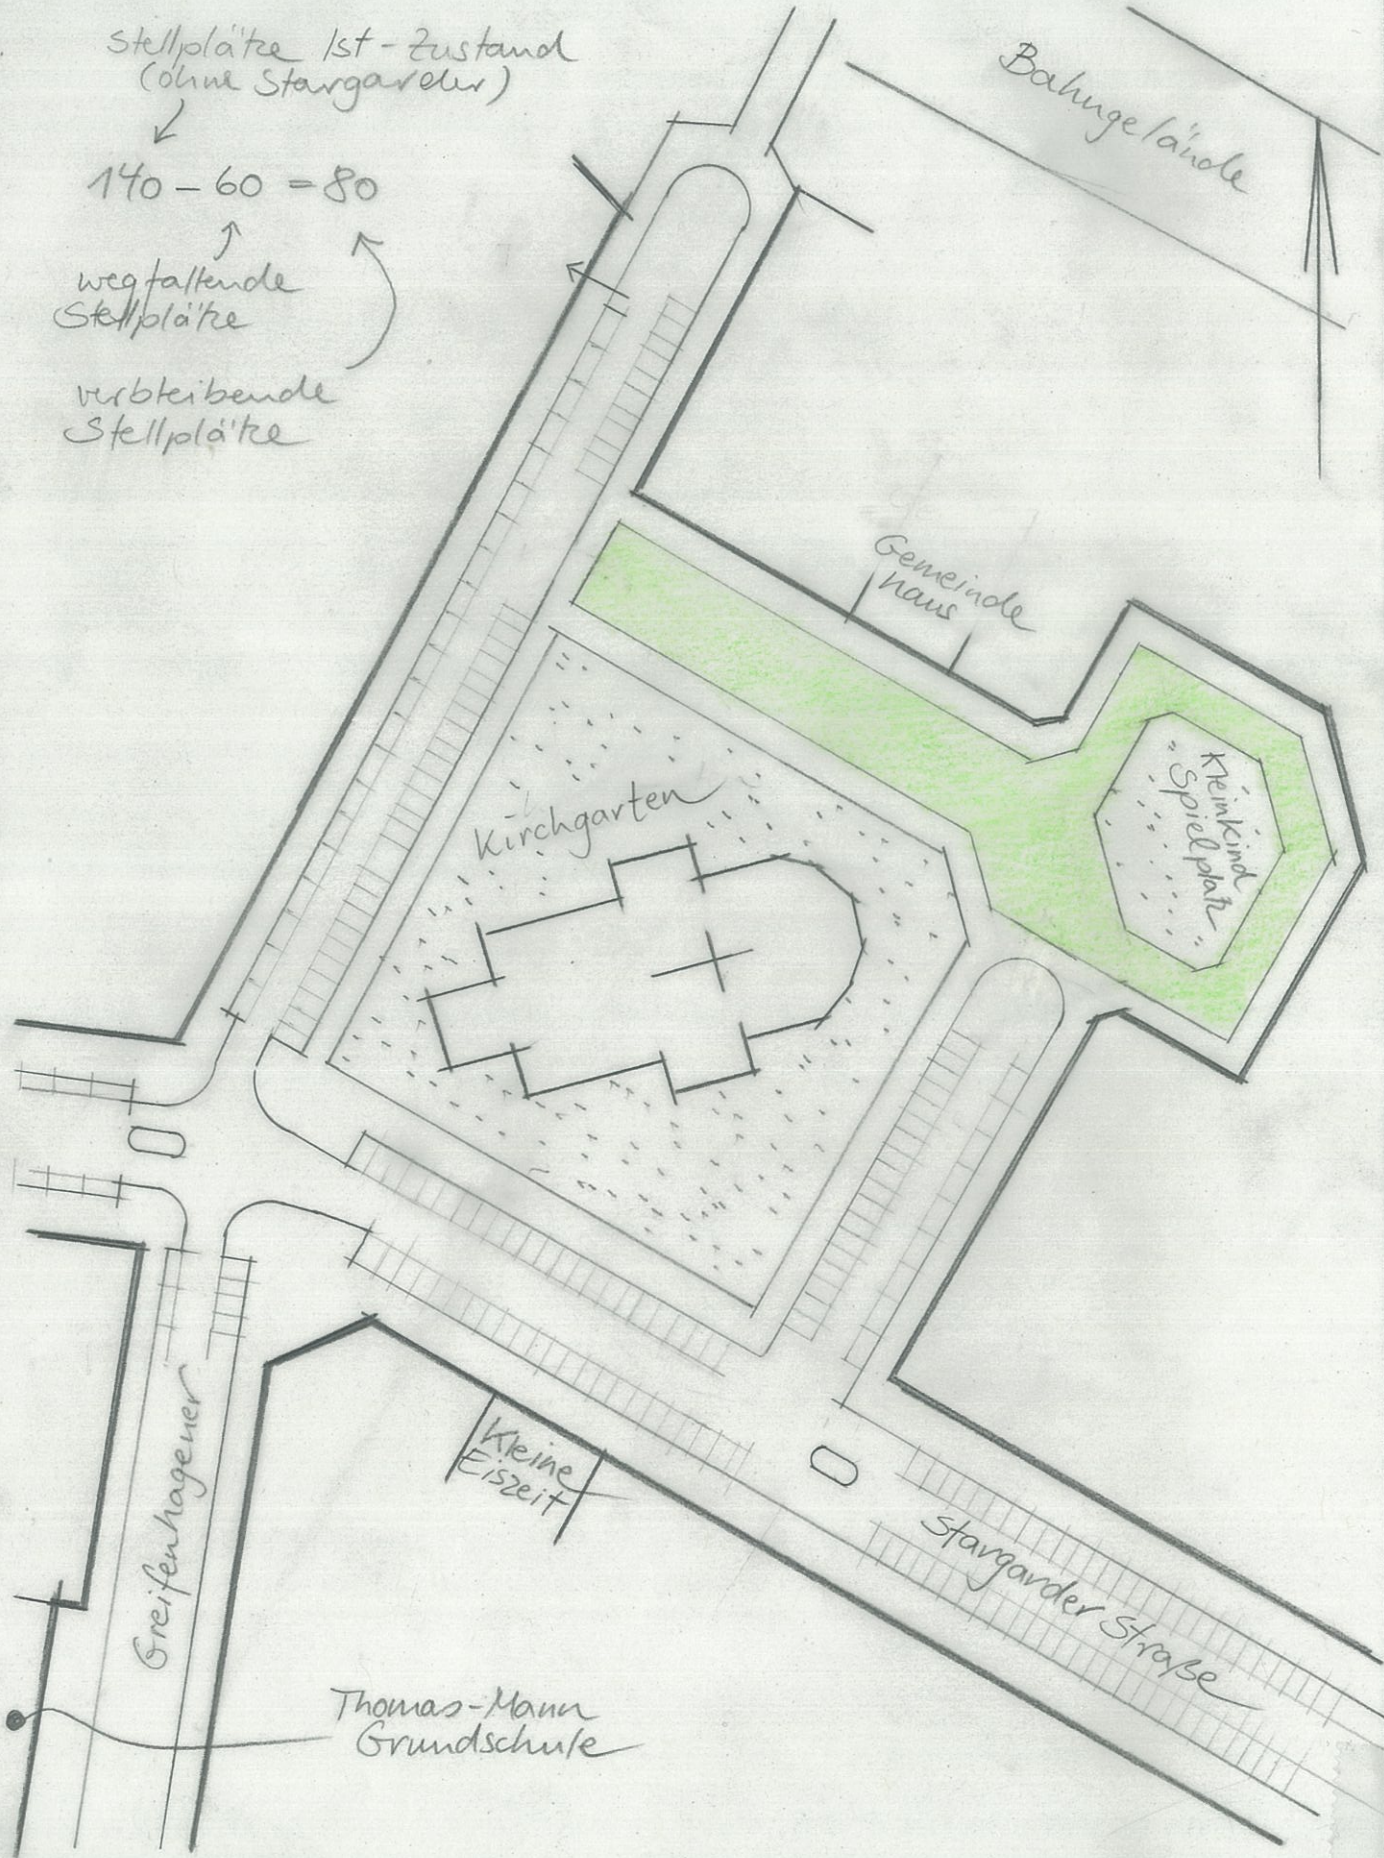 Stellplätze Ist-Zustand
(ohne Stargarder)
140 - 60 = 80
wegfallende
Stellplätze
verbleibende
Stellplätze
Bahngelände
Gemeinde
haus
Kleinkind
Spielplatz
Kirchgarten
Kleine
Eiszeit
Greifenhagener
Stargarder Straße
Thomas-Mann
Grundschule